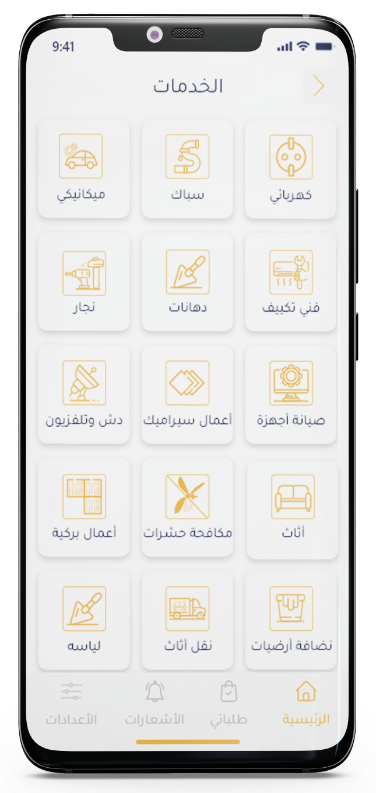 9:41
الخدمات
كهربائي
سباك
ميكانيكي
فني تكييف
دهانات
نجار
صيانة أجهزة
أعمال سيراميك
دش وتلفزيون
أثاث
مكافحة حشرات
أعمال بركية
نضافة أرضيات
نقل أثاث
لياسه
الرئيسية
طلباتي
الأشعارات
الأعدادات